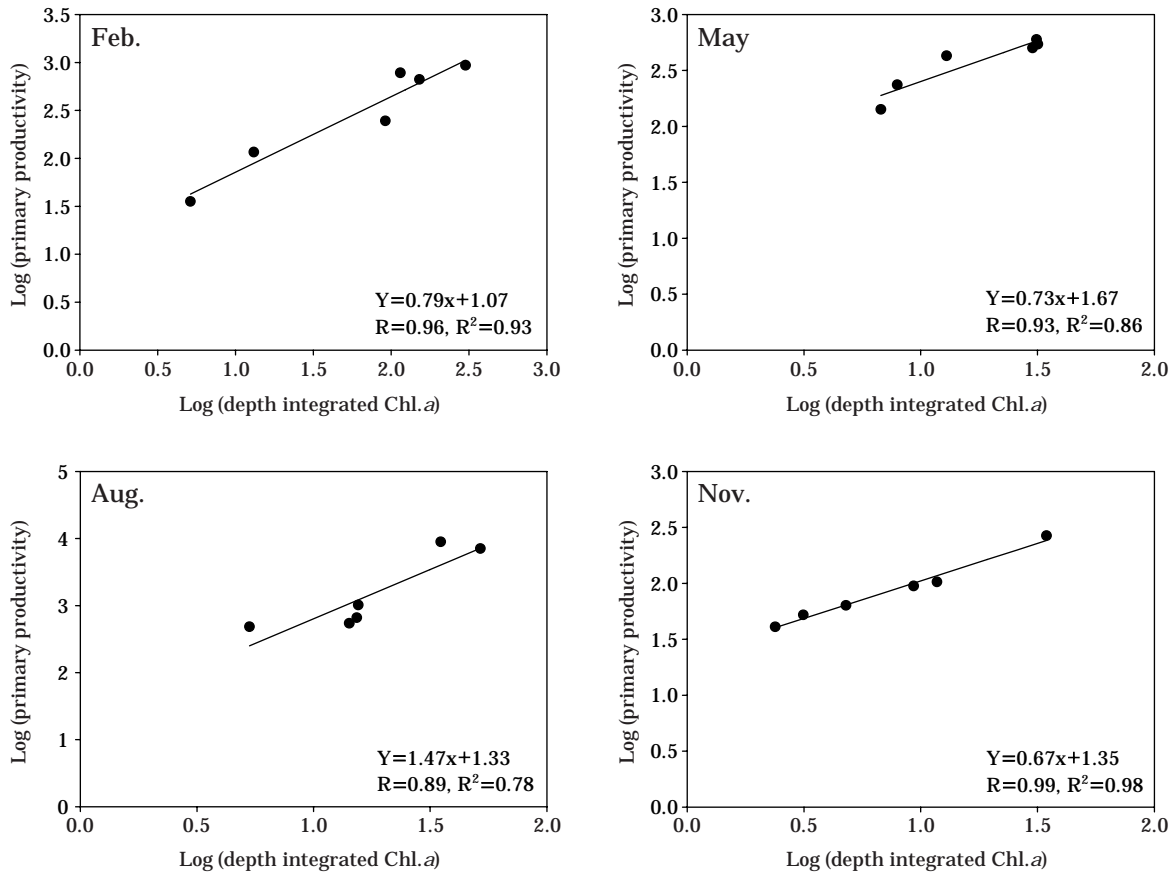 Feb.
Log (primary productivity)
3.5
3.0
2.5
2.0
1.5
1.0
0.5
0.0
Y=0.79x+1.07
R=0.96, R²=0.93
0.0 0.5 1.0 1.5 2.0 2.5 3.0
Log (depth integrated Chl.a)
May
Log (primary productivity)
3.0
2.5
2.0
1.5
1.0
0.5
0.0
Y=0.73x+1.67
R=0.93, R²=0.86
0.0 0.5 1.0 1.5 2.0
Log (depth integrated Chl.a)
Aug.
Log (primary productivity)
5
4
3
2
1
0
Y=1.47x+1.33
R=0.89, R²=0.78
0.0 0.5 1.0 1.5 2.0
Log (depth integrated Chl.a)
Nov.
Log (primary productivity)
3.0
2.5
2.0
1.5
1.0
0.5
0.0
Y=0.67x+1.35
R=0.99, R²=0.98
0.0 0.5 1.0 1.5 2.0
Log (depth integrated Chl.a)